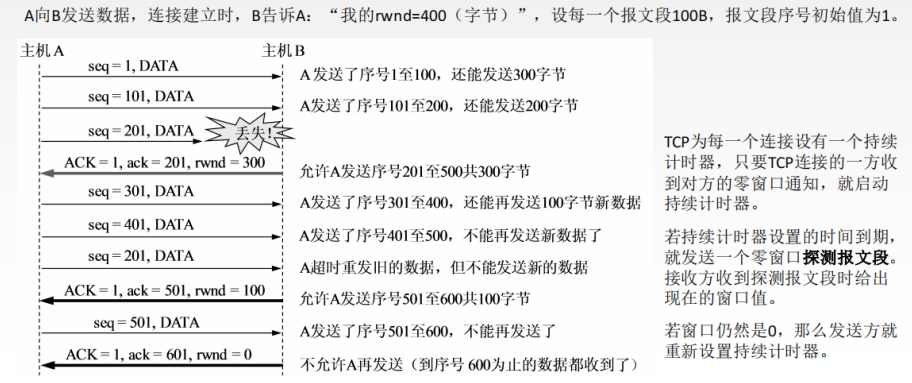 A向B发送数据，连接建立时，B告诉A：“我的rwnd=400（字节）”，设每一个报文段100B，报文段序号初始值为1。
主机A 主机B
seq = 1, DATA
A发送了序号1至100，还能发送300字节
seq = 101, DATA
A发送了序号101至200，还能发送200字节
seq = 201, DATA
丢失！
ACK = 1, ack = 201, rwnd = 300
允许A发送序号201至500共300字节
seq = 301, DATA
A发送了序号301至400，还能再发送100字节新数据
seq = 401, DATA
A发送了序号401至500，不能再发送新数据了
seq = 201, DATA
A超时重发旧的数据，但不能发送新的数据
ACK = 1, ack = 501, rwnd = 100
允许A发送序号501至600共100字节
seq = 501, DATA
A发送了序号501至600，不能再发送了
ACK = 1, ack = 601, rwnd = 0
不允许A再发送（到序号600为止的数据都收到了）
TCP为每一个连接设有一个持续
计时器，只要TCP连接的一方收
到对方的零窗口通知，就启动
持续计时器。
若持续计时器设置的时间到期，
就发送一个零窗口探测报文段。
接收方收到探测报文段时给出
现在的窗口值。
若窗口仍然是0，那么发送方就
重新设置持续计时器。